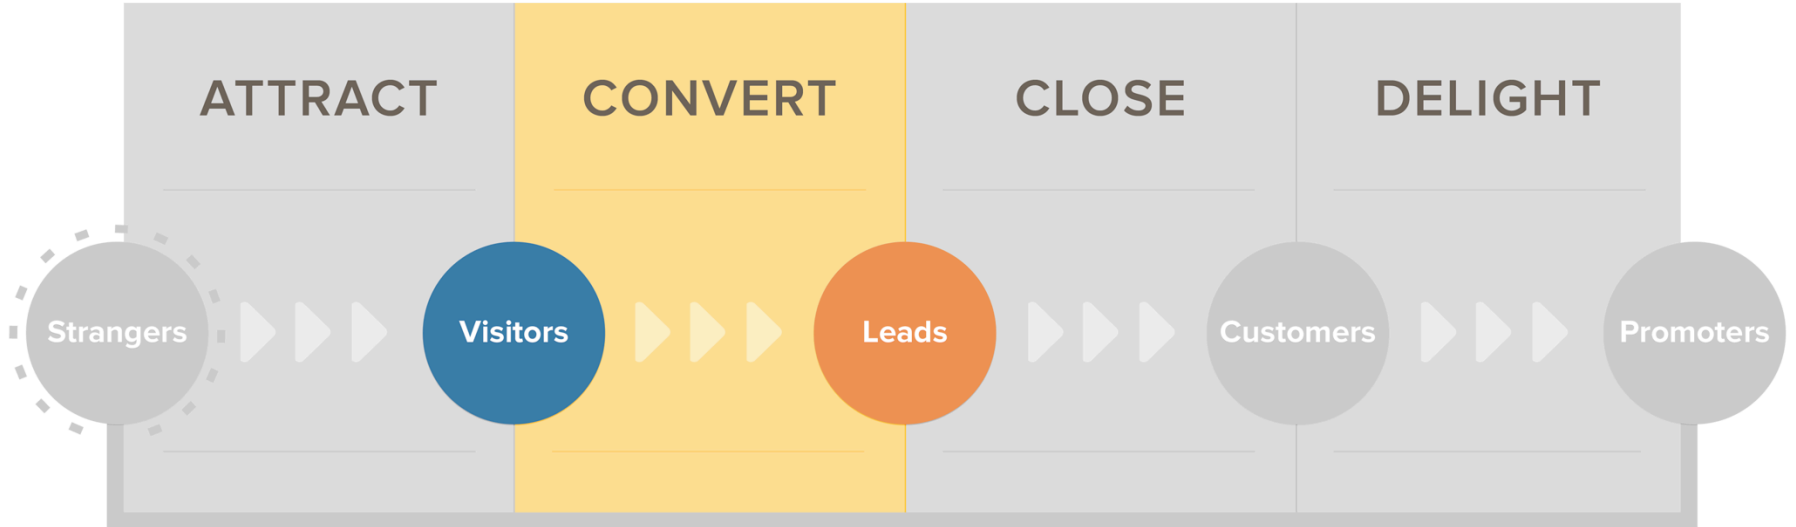 ATTRACT
CONVERT
CLOSE
DELIGHT
Strangers
Visitors
Leads
Customers
Promoters